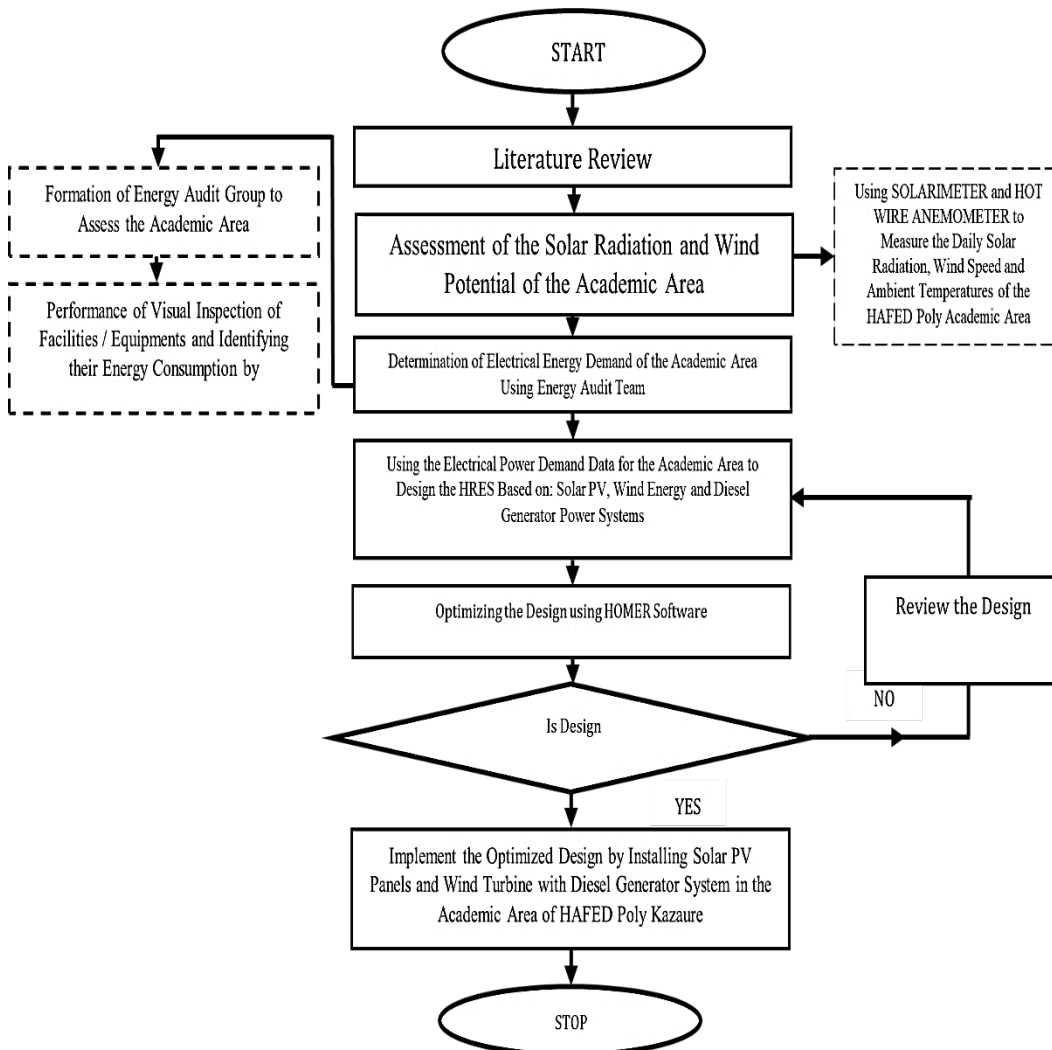 START
Literature Review
Formation of Energy Audit Group to
Assess the Academic Area
Using SOLARIMETER and HOT
WIRE ANEMOMETER to
Measure the Daily Solar
Radiation, Wind Speed and
Ambient Temperatures of the
HAFED Poly Academic Area
Assessment of the Solar Radiation and Wind
Potential of the Academic Area
Performance of Visual Inspection of
Facilities / Equipments and Identifying
their Energy Consumption by
Determination of Electrical Energy Demand of the Academic Area
Using Energy Audit Team
Using the Electrical Power Demand Data for the Academic Area to
Design the HRES Based on: Solar PV, Wind Energy and Diesel
Generator Power Systems
Optimizing the Design using HOMER Software
Review the Design
NO
Is Design
YES
Implement the Optimized Design by Installing Solar PV
Panels and Wind Turbine with Diesel Generator System in the
Academic Area of HAFED Poly Kazaure
STOP